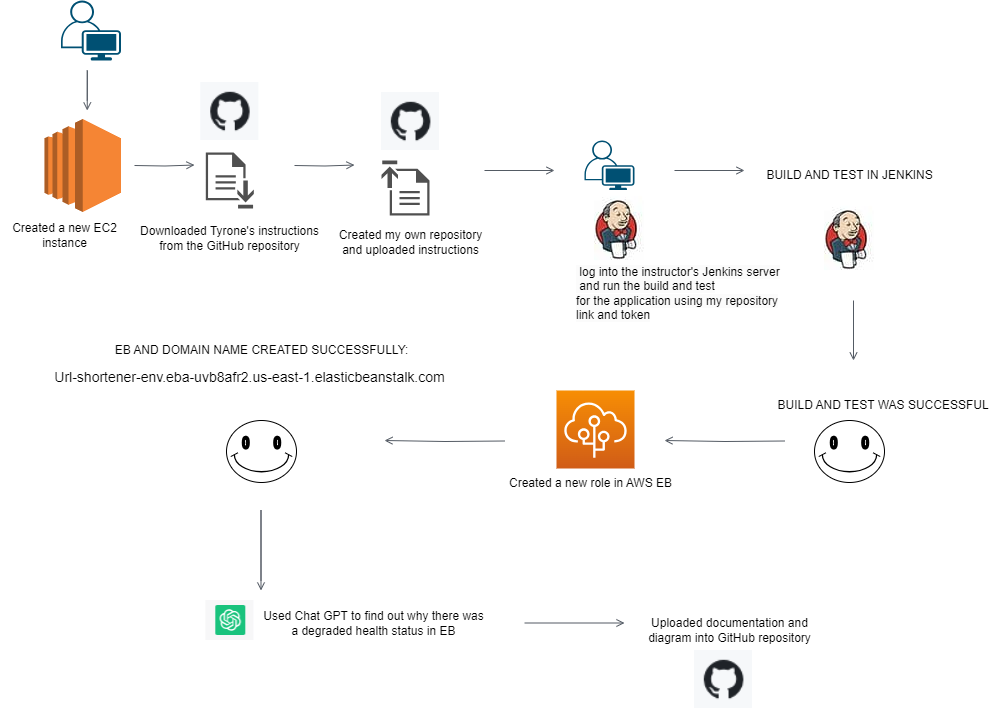 Created a new EC2
instance
Downloaded Tyrone's instructions
from the GitHub repository
Created my own repository
and uploaded instructions
log into the instructor's Jenkins server
and run the build and test
for the application using my repository
link and token
BUILD AND TEST IN JENKINS
BUILD AND TEST WAS SUCCESSFUL
Created a new role in AWS EB
EB AND DOMAIN NAME CREATED SUCCESSFULLY:
Url-shortener-env.eba-uvb8afr2.us-east-1.elasticbeanstalk.com
Used Chat GPT to find out why there was
a degraded health status in EB
Uploaded documentation and
diagram into GitHub repository